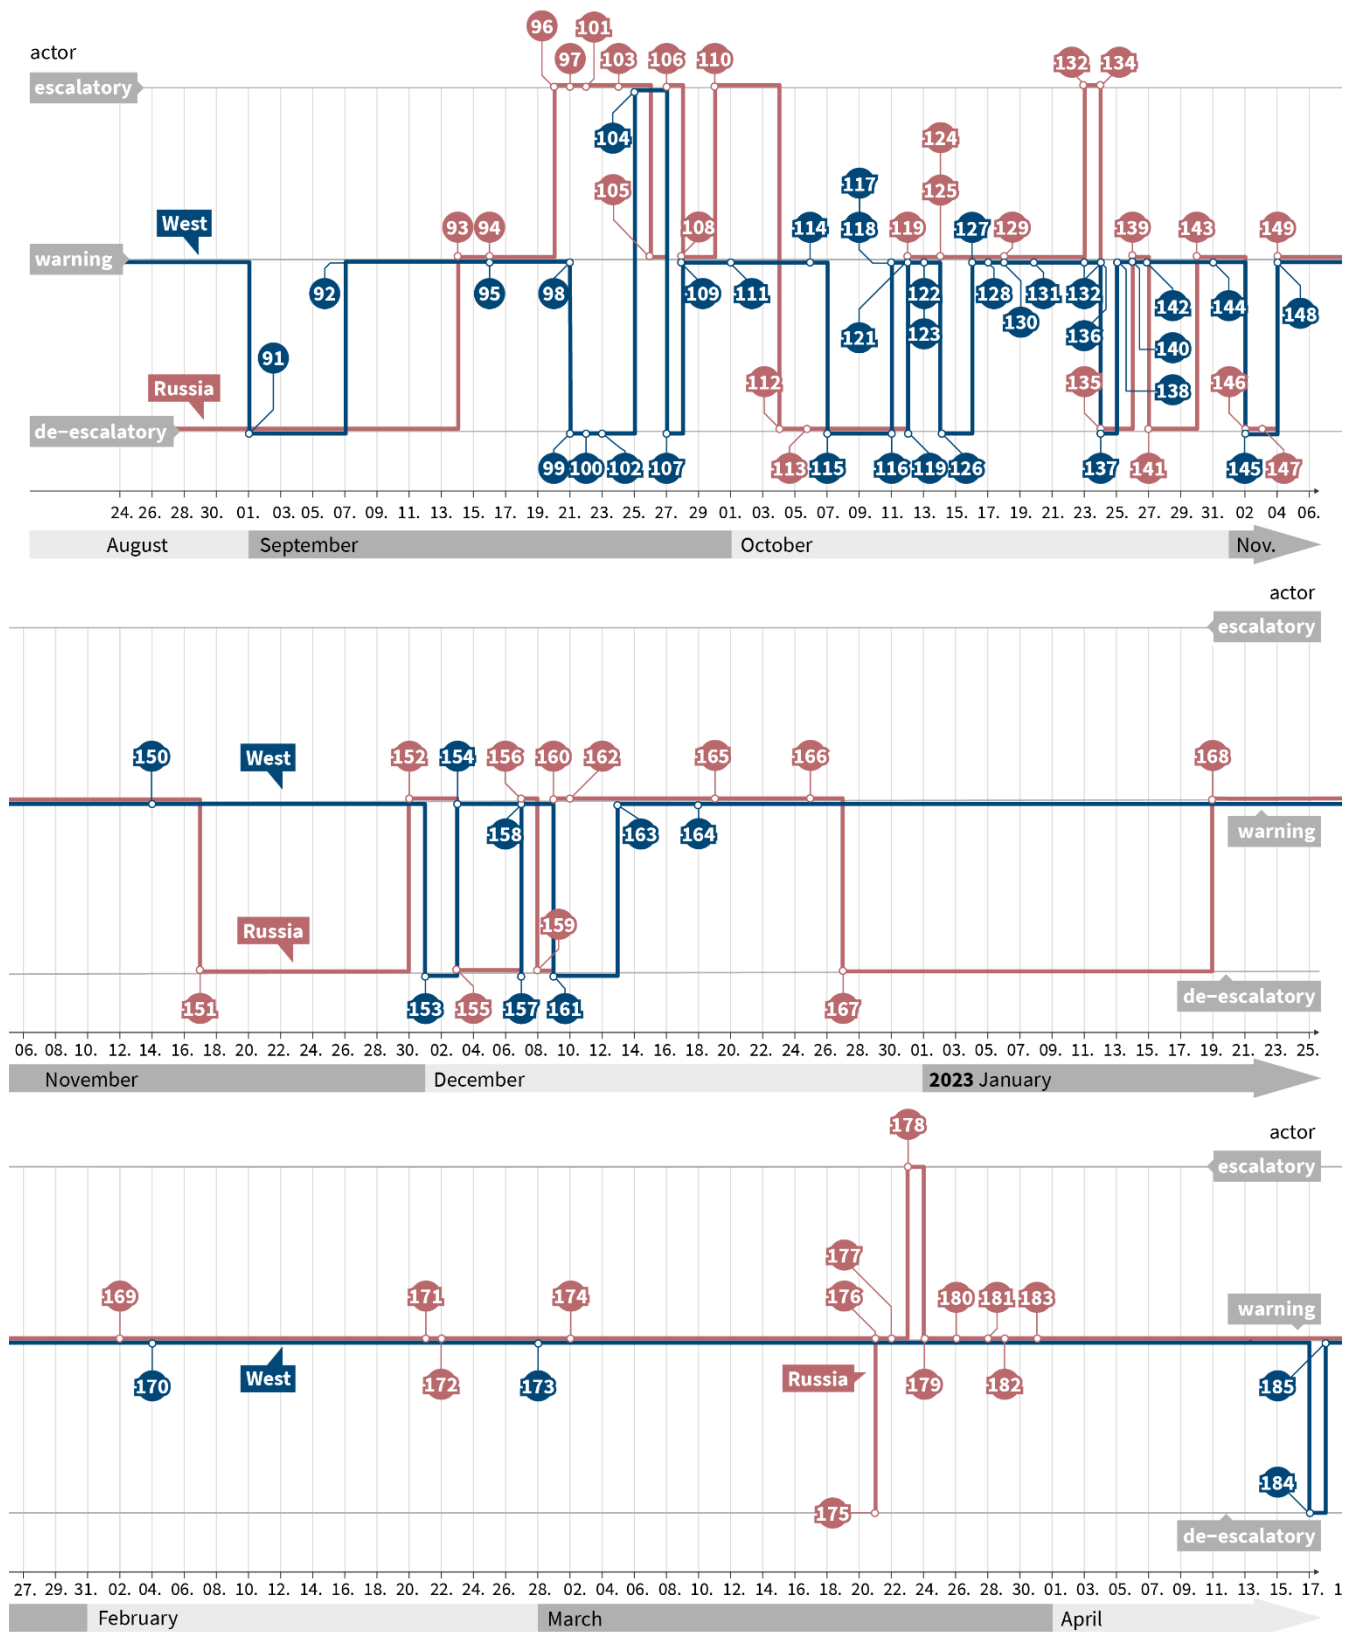 actor
96 101
97 103 106 110 132 134
escalatory
104 124
117
105 125
West 93 94 108 114 118 119 127 129 139 143 149
warning
92 95 98 109 111 122 128 131 132 142 144 148
121 123 130 136 140
91
Russia 112 135 138 146
de–escalatory
99 100 102 107 113 115 116 119 126 137 141 145 147
24. 26. 28. 30. 01. 03. 05. 07. 09. 11. 13. 15. 17. 19. 21. 23. 25. 27. 29 01. 03. 05. 07. 09. 11. 13. 15. 17. 19. 21. 23. 25. 27. 29. 31. 02 04 06.
August September October Nov.
actor
escalatory
150 West 152 154 156 160 162 165 166 168
158 163 164 warning
Russia 159
151 153 155 157 161 167 de–escalatory
06. 08. 10. 12. 14. 16. 18. 20. 22. 24. 26. 28. 30. 02. 04. 06. 08. 10. 12. 14. 16. 18. 20. 22. 24. 26. 28. 30. 01. 03. 05. 07. 09. 11. 13. 15. 17. 19. 21. 23. 25.
November December 2023 January
178 actor
escalatory
177
169 171 174 176 180 181 183 warning
170 West 172 173 Russia 179 182 185
184
175
de–escalatory
27. 29. 31. 02. 04. 06. 08. 10. 12. 14. 16. 18. 20. 22. 24. 26. 28. 02. 04. 06. 08. 10. 12. 14. 16. 18. 20. 22. 24. 26. 28. 30. 01. 03. 05. 07. 09. 11. 13. 15. 17. 1
February March April